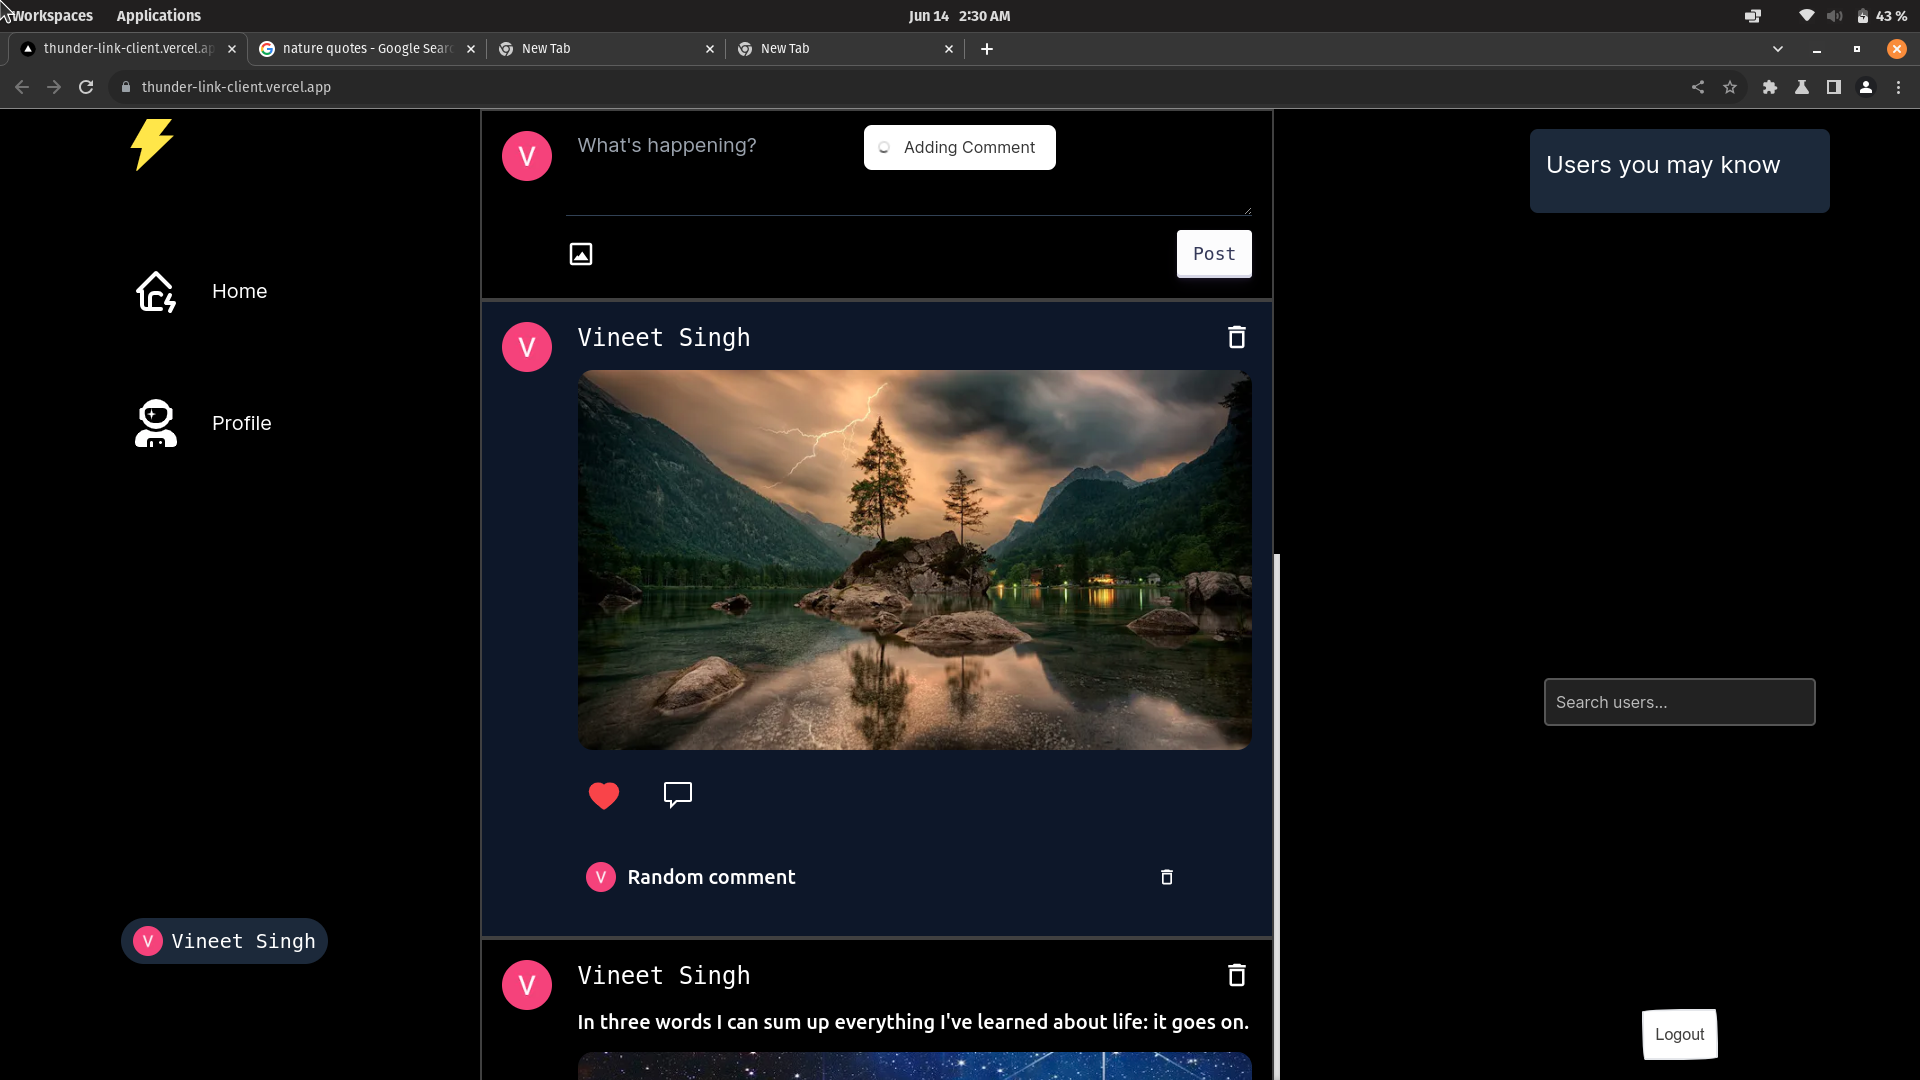 Workspaces
Applications
Jun 14 2:30 AM
43 %
thunder-link-client.vercel.ap
nature quotes - Google Sear
New Tab
New Tab
thunder-link-client.vercel.app
V
What's happening?
Adding Comment
Users you may know
Post
Home
Profile
V
Vineet Singh
Search users...
V
Random comment
V
Vineet Singh
V
Vineet Singh
In three words I can sum up everything I've learned about life: it goes on.
Logout